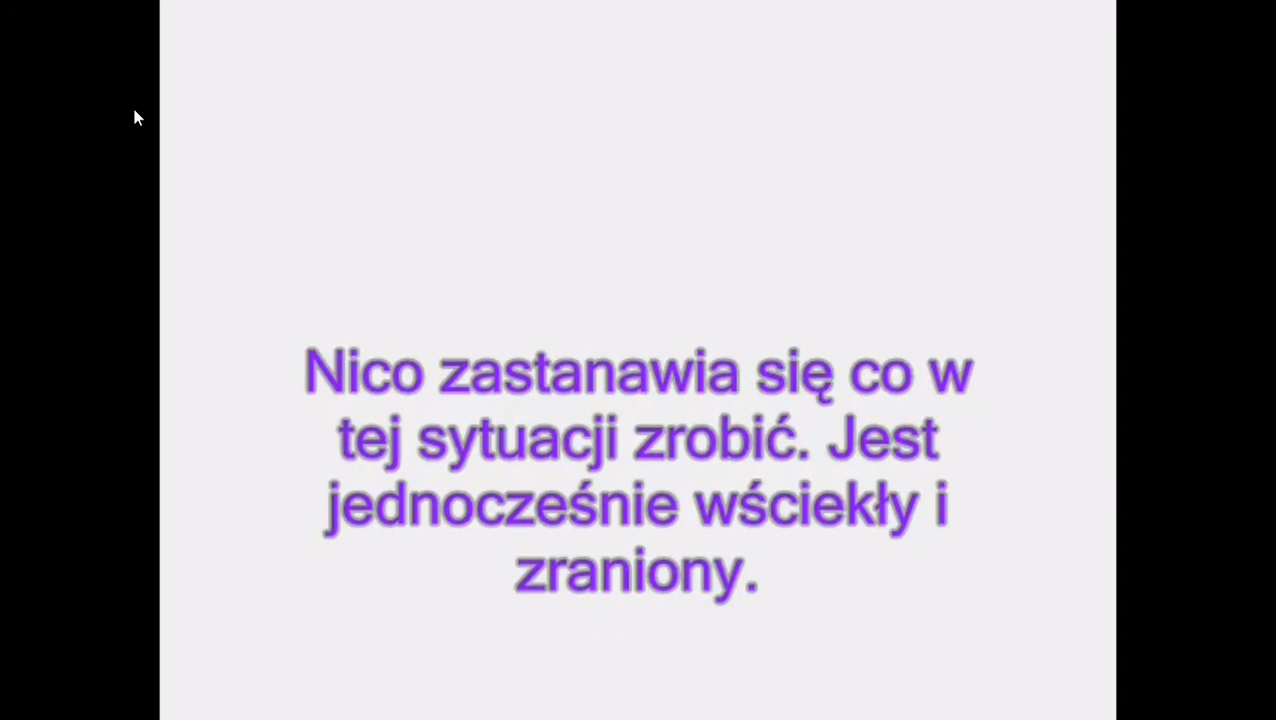 Nico zastanawia się co w
tej sytuacji zrobić. Jest
jednocześnie wściekły i
zraniony.